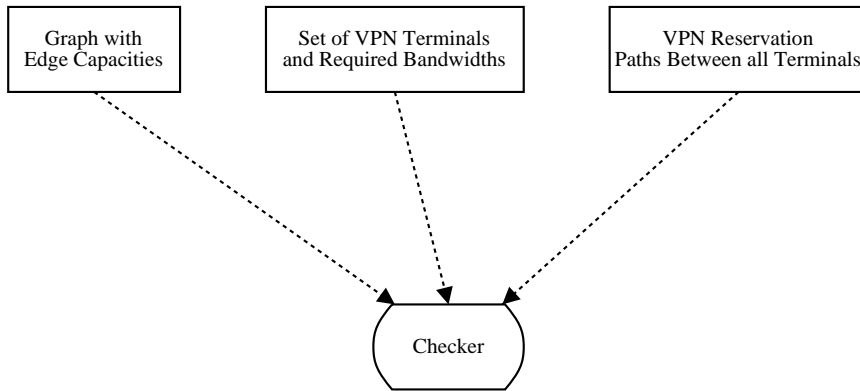 Graph with
Edge Capacities
Set of VPN Terminals
and Required Bandwidths
VPN Reservation
Paths Between all Terminals
Checker